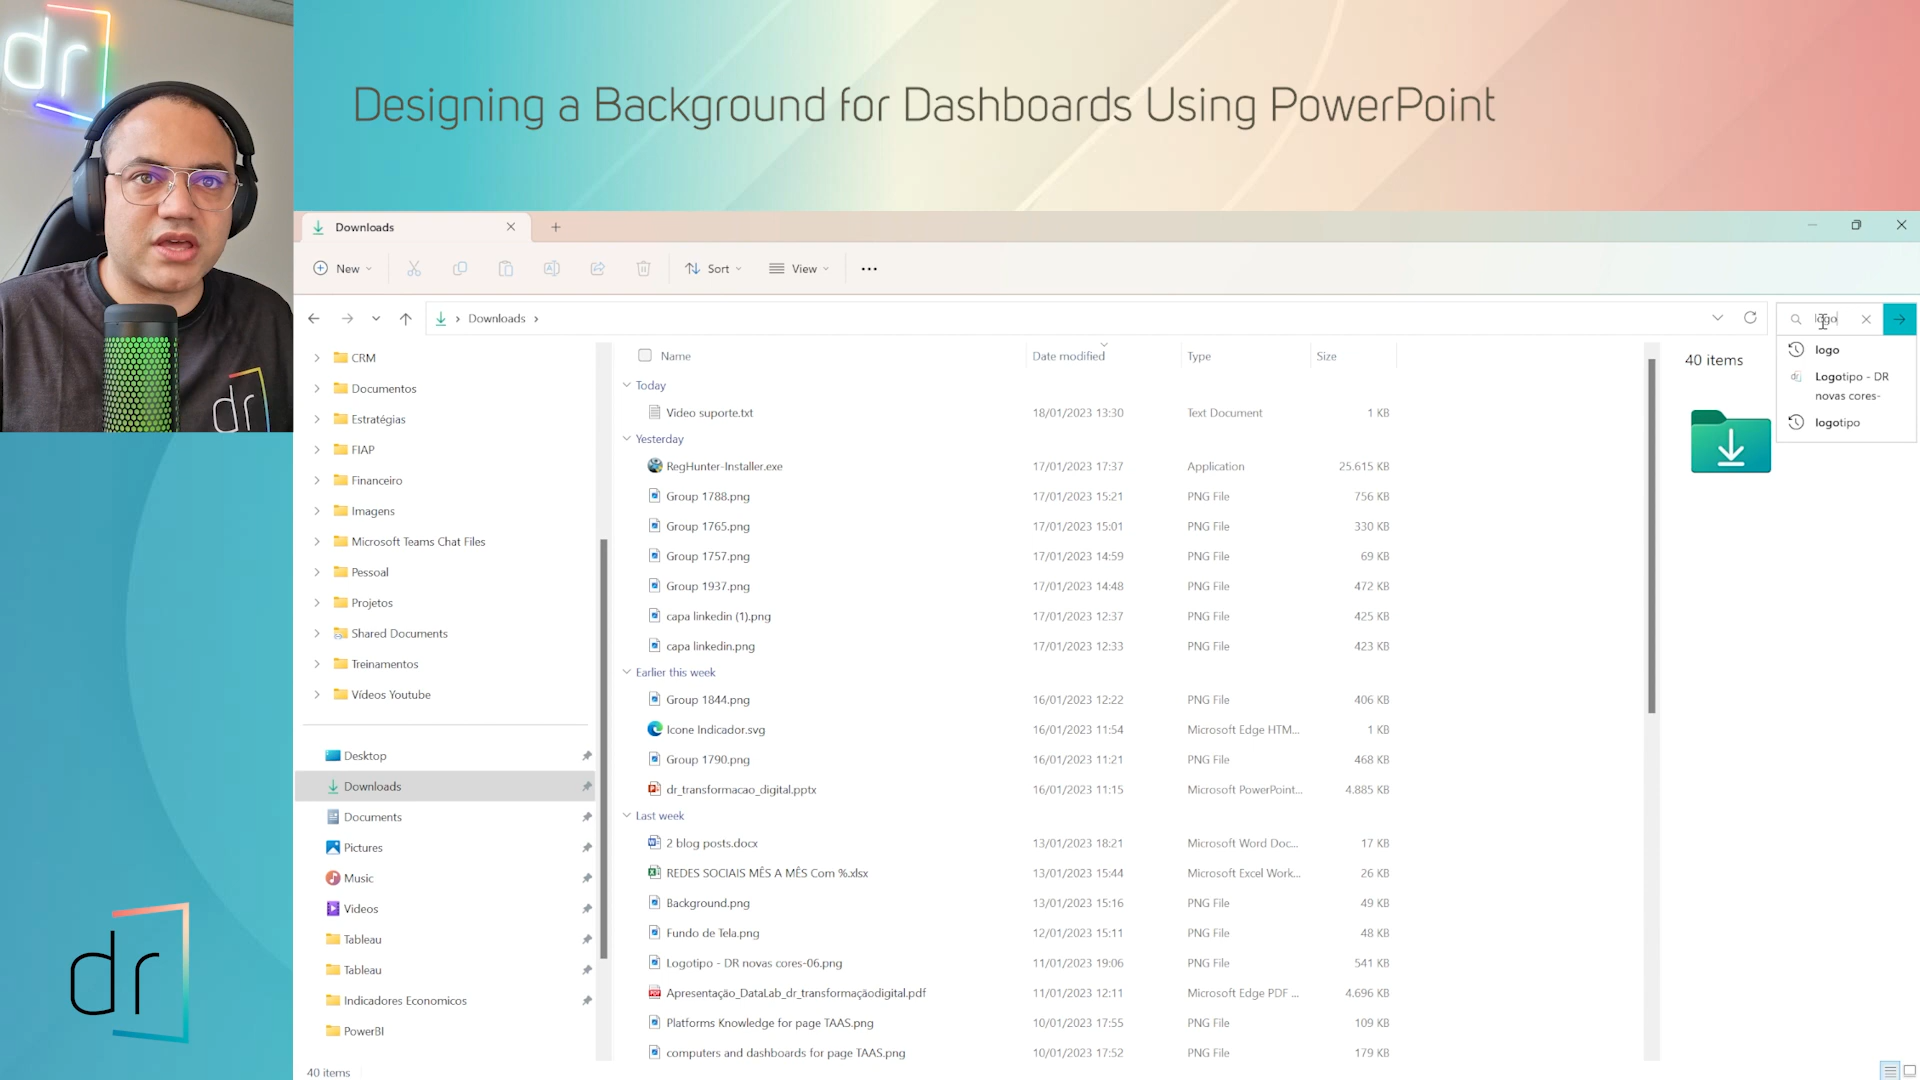 dr
Designing a Background for Dashboards Using PowerPoint
dr
Downloads
New
Sort
View
Downloads
logo
CRM
Documentos
Estratégias
FIAP
Financeiro
Imagens
Microsoft Teams Chat Files
Pessoal
Projetos
Shared Documents
Treinamentos
Vídeos Youtube
Desktop
Downloads
Documents
Pictures
Music
Videos
Tableau
Tableau
Indicadores Economicos
PowerBI
40 items
Name Date modified Type Size
Today
Video suporte.txt 18/01/2023 13:30 Text Document 1 KB
Yesterday
RegHunter-Installer.exe 17/01/2023 17:37 Application 25.615 KB
Group 1788.png 17/01/2023 15:21 PNG File 756 KB
Group 1765.png 17/01/2023 15:01 PNG File 330 KB
Group 1757.png 17/01/2023 14:59 PNG File 69 KB
Group 1937.png 17/01/2023 14:48 PNG File 472 KB
capa linkedin (1).png 17/01/2023 12:37 PNG File 425 KB
capa linkedin.png 17/01/2023 12:33 PNG File 423 KB
Earlier this week
Group 1844.png 16/01/2023 12:22 PNG File 406 KB
Icone Indicador.svg 16/01/2023 11:54 Microsoft Edge HTM... 1 KB
Group 1790.png 16/01/2023 11:21 PNG File 468 KB
dr_transformacao_digital.pptx 16/01/2023 11:15 Microsoft PowerPoint... 4.885 KB
Last week
2 blog posts.docx 13/01/2023 18:21 Microsoft Word Doc... 17 KB
REDES SOCIAIS MÊS A MÊS Com %.xlsx 13/01/2023 15:44 Microsoft Excel Work... 26 KB
Background.png 13/01/2023 15:16 PNG File 49 KB
Fundo de Tela.png 12/01/2023 15:11 PNG File 48 KB
Logotipo - DR novas cores-06.png 11/01/2023 19:06 PNG File 541 KB
Apresentação_DataLab_dr_transformaçãodigital.pdf 11/01/2023 12:11 Microsoft Edge PDF ... 4.696 KB
Platforms Knowledge for page TAAS.png 10/01/2023 17:55 PNG File 109 KB
computers and dashboards for page TAAS.png 10/01/2023 17:52 PNG File 179 KB
40 items
logo
Logotipo - DR
novas cores-
logotipo
dr